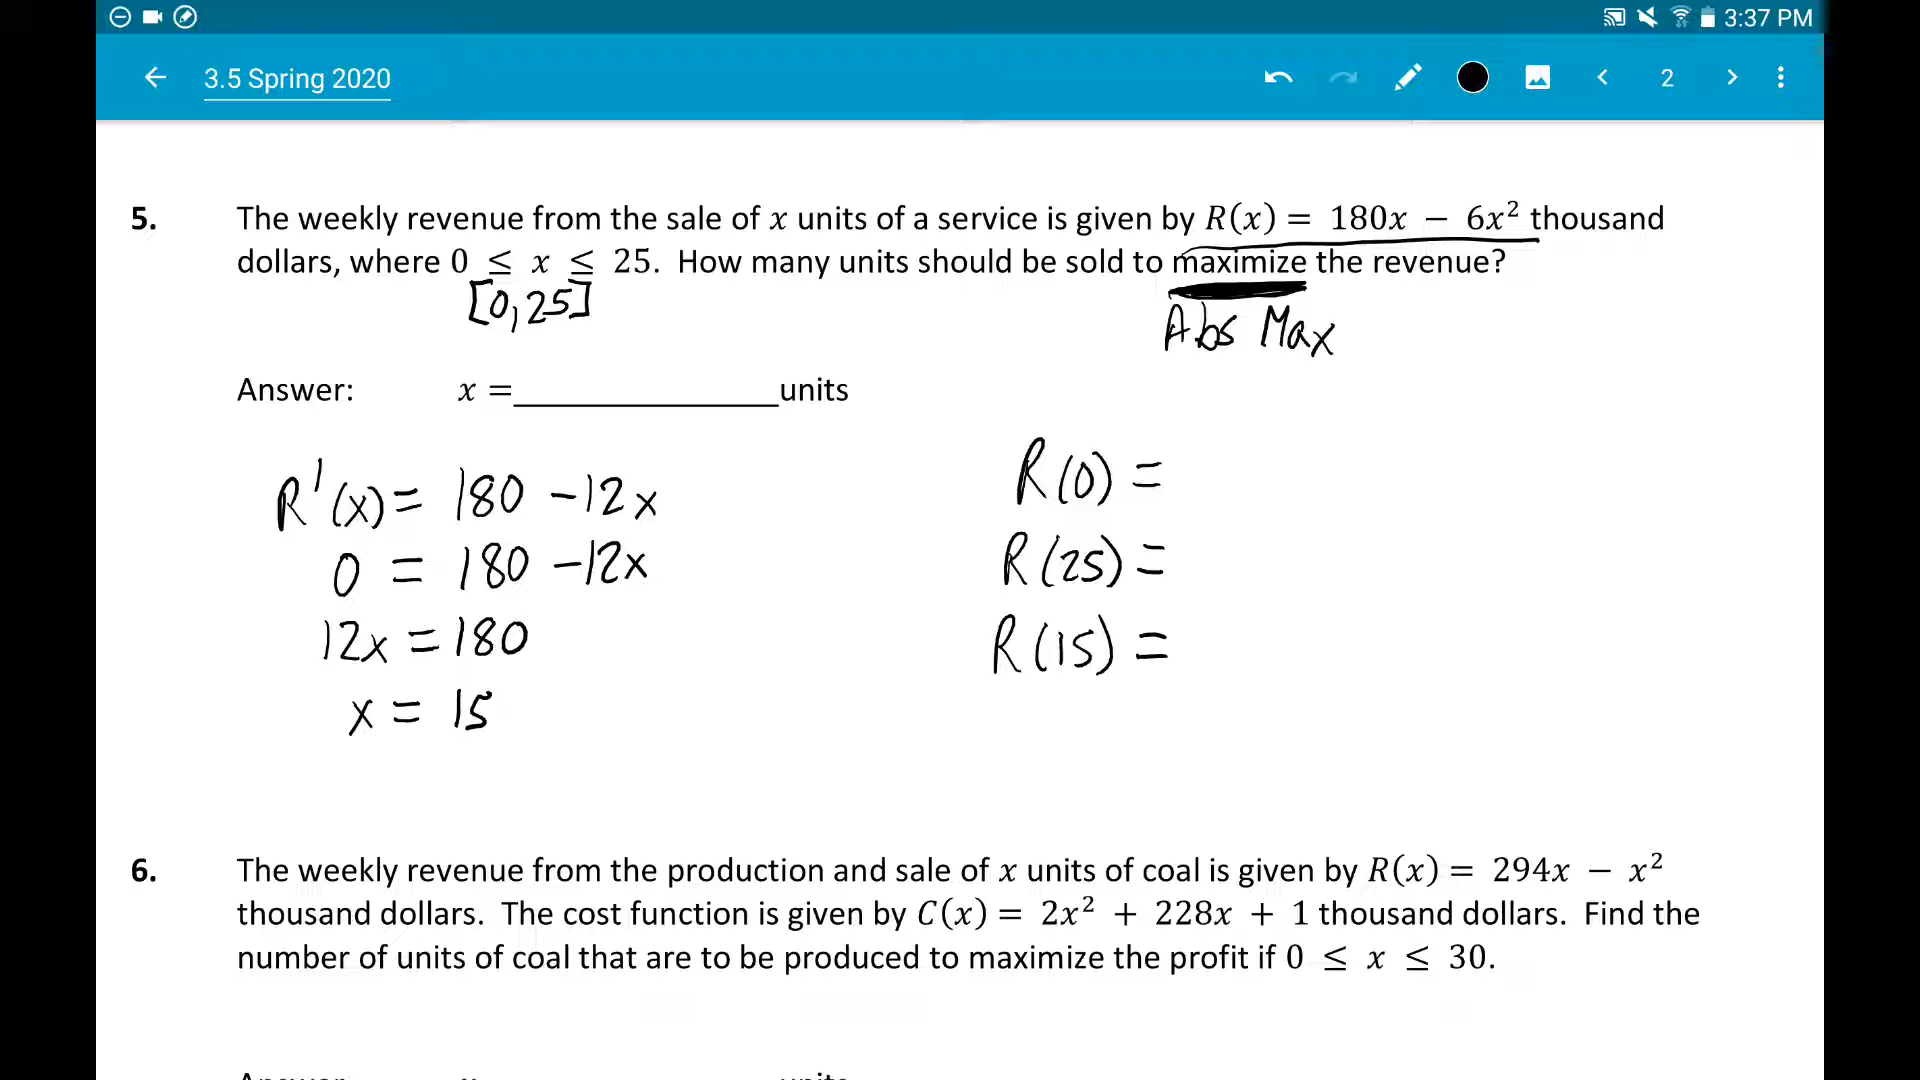 3:37 PM
3.5 Spring 2020
2
5. The weekly revenue from the sale of x units of a service is given by R(x) = 180x − 6x² thousand
dollars, where 0 ≤ x ≤ 25. How many units should be sold to maximize the revenue?
[0,25]
Abs Max
Answer: x =_______________units
R'(x) = 180 - 12x
0 = 180 - 12x
12x = 180
x = 15
R(0) =
R(25) =
R(15) =
6. The weekly revenue from the production and sale of x units of coal is given by R(x) = 294x − x²
thousand dollars. The cost function is given by C(x) = 2x² + 228x + 1 thousand dollars. Find the
number of units of coal that are to be produced to maximize the profit if 0 ≤ x ≤ 30.